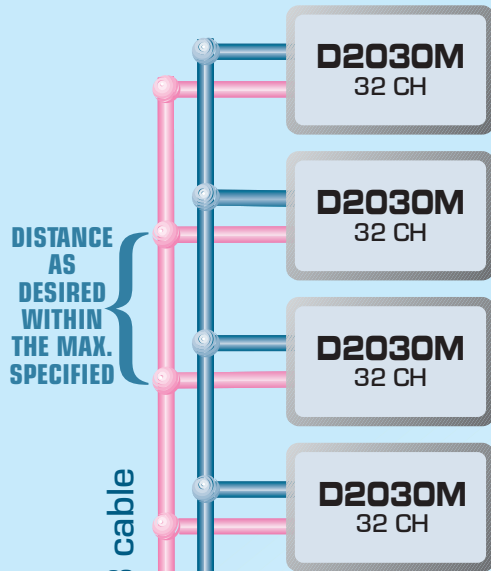 D2030M
32 CH
D2030M
32 CH
DISTANCE
AS
DESIRED
WITHIN
THE MAX.
SPECIFIED
D2030M
32 CH
D2030M
32 CH
cable